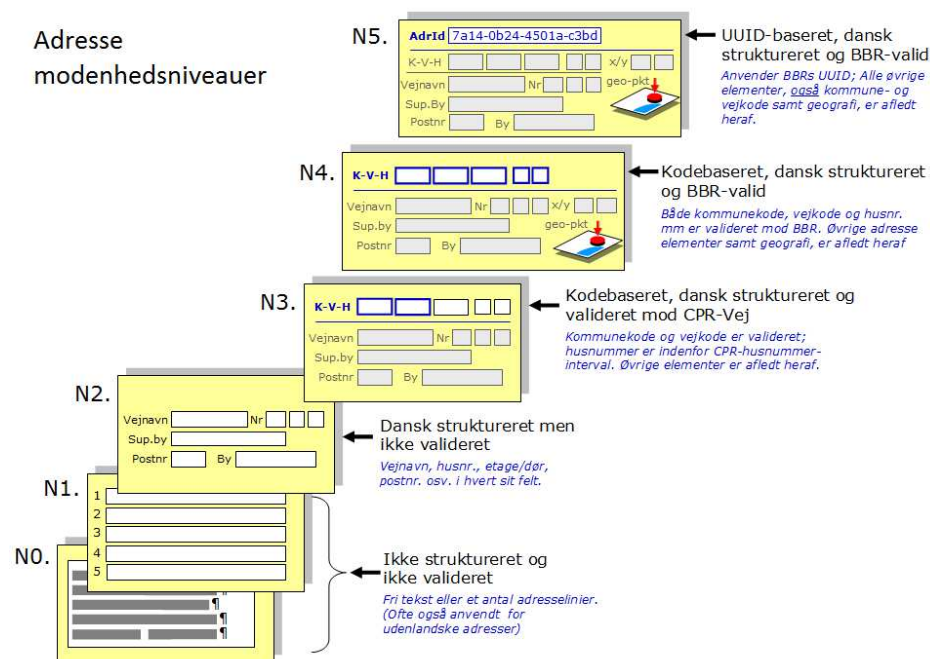 Adresse
modenhedsniveauer
N5.
AdrId 7a14-0b24-4501a-c3bd
K-V-H x/y
Vejnavn Nr geo-pkt
Sup.By
Postnr By
UUID-baseret, dansk
struktureret og BBR-valid
Anvender BBRs UUID; Alle øvrige
elementer, også kommune- og
vejkode samt geografi, er afledt
heraf.
N4.
K-V-H
Vejnavn Nr x/y
Sup.by geo-pkt
Postnr By
Kodebaseret, dansk struktureret
og BBR-valid
Både kommunekode, vejkode og husnr.
mm er valideret mod BBR. Øvrige adresse
elementer samt geografi, er afledt heraf
N3.
K-V-H
Vejnavn Nr
Sup.by
Postnr By
Kodebaseret, dansk struktureret og
valideret mod CPR-Vej
Kommunekode og vejkode er valideret;
husnummer er indenfor CPR-husnummer-
interval. Øvrige elementer er afledt heraf.
N2.
Vejnavn Nr
Sup.by
Postnr By
Dansk struktureret men
ikke valideret
Vejnavn, husnr., etage/dør,
postnr. osv. i hvert sit felt.
N1.
1
2
3
4
5
N0.
¶
¶
¶
¶
Ikke struktureret og
ikke valideret
Fri tekst eller et antal adresselinier.
(Ofte også anvendt for
udenlandske adresser)